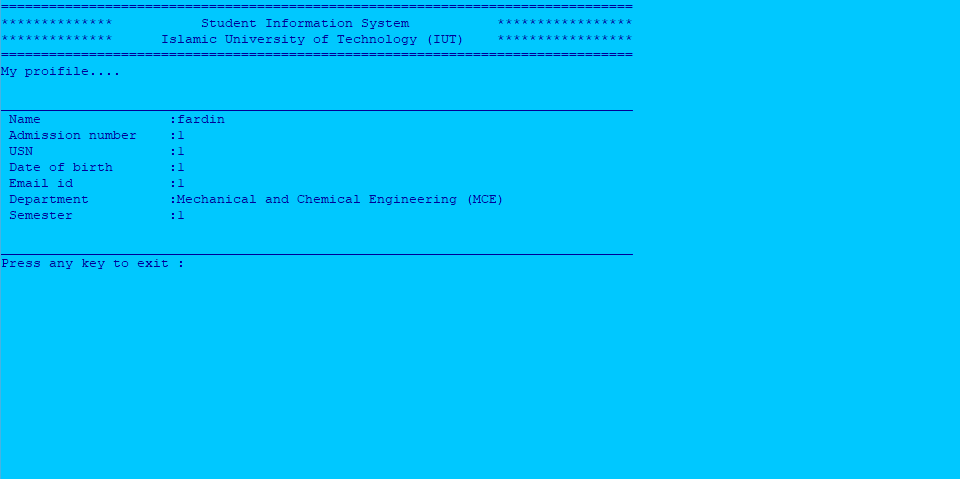 ===============================================================================
************** Student Information System *****************
************** Islamic University of Technology (IUT) *****************
===============================================================================
My proifile....
_______________________________________________________________________________
Name :fardin
Admission number :1
USN :1
Date of birth :1
Email id :1
Department :Mechanical and Chemical Engineering (MCE)
Semester :1
_______________________________________________________________________________
Press any key to exit :